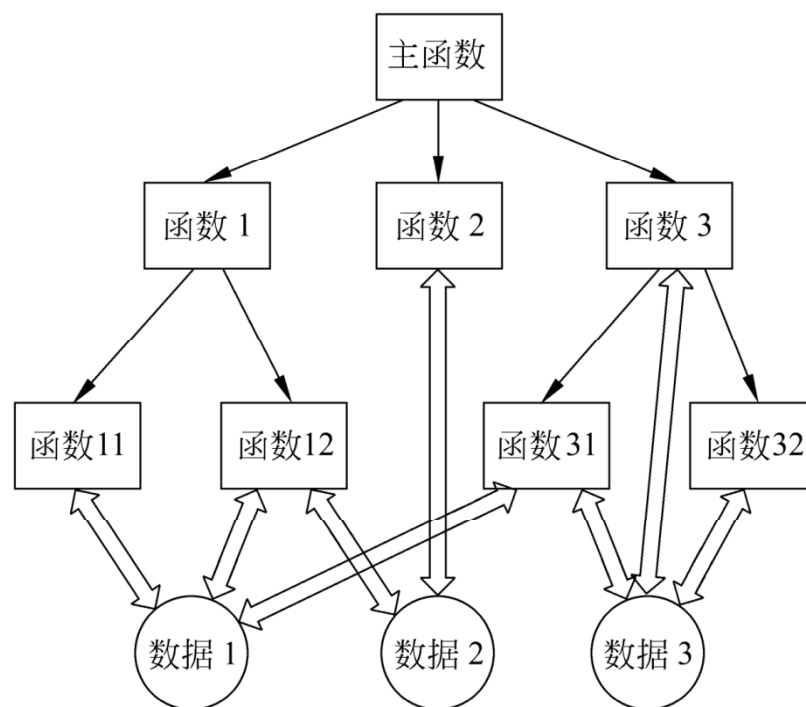 主函数
函数 1
函数 2
函数 3
函数11
函数12
函数31
函数32
数据 1
数据 2
数据 3